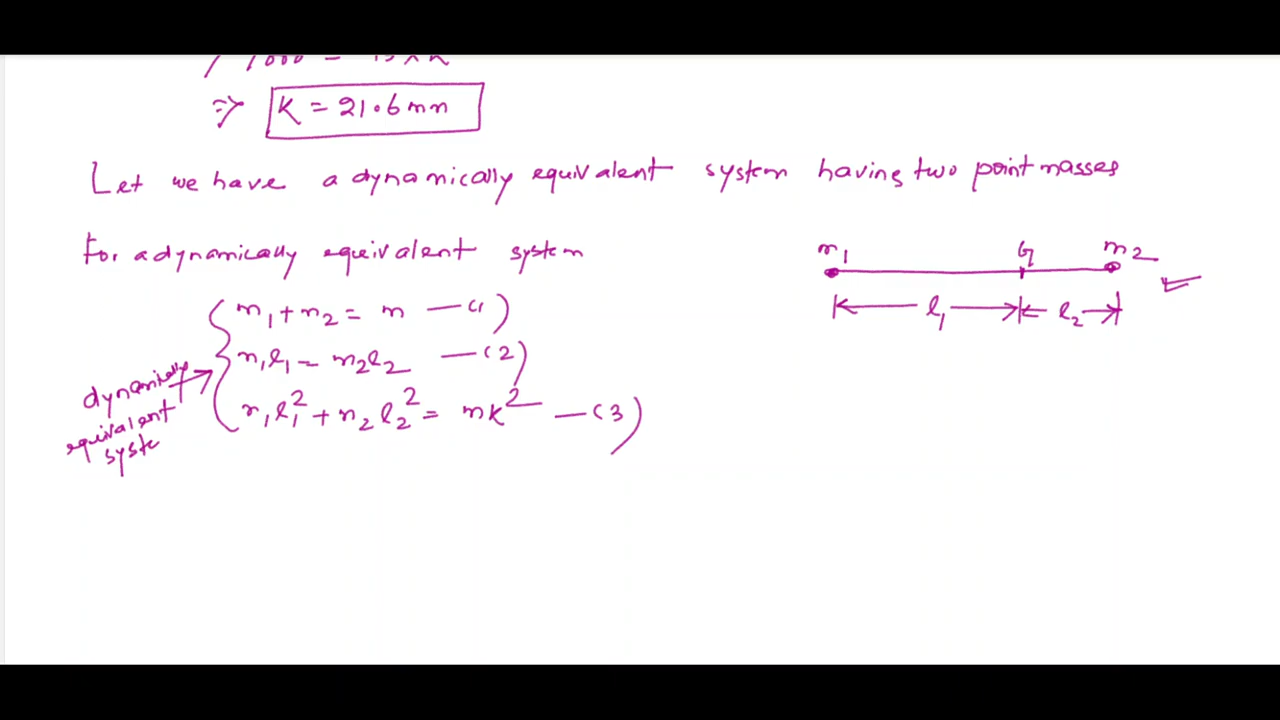 ⇒ K = 21.6 mm
Let we have a dynamically equivalent system having two point masses
For a dynamically equivalent system
m₁ G m₂
l₁ l₂
m₁ + m₂ = m — (1)
m₁l₁ = m₂l₂ — (2)
m₁l₁² + m₂l₂² = mk² — (3)
dynamically
equivalent
syste